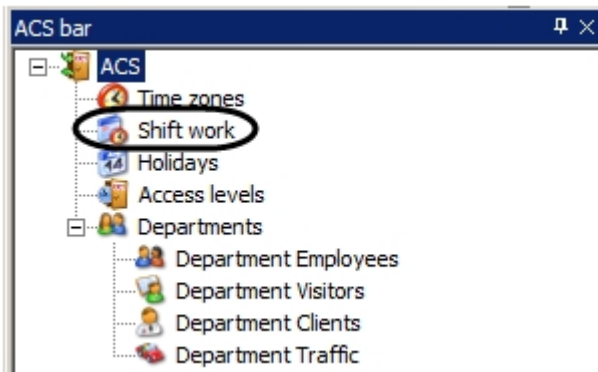 ACS bar
ACS
Time zones
Shift work
Holidays
Access levels
Departments
Department Employees
Department Visitors
Department Clients
Department Traffic